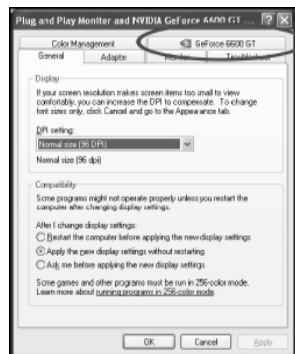 Plug and Play Monitor and NVIDIA GeForce 6600 GT ...
Color Management
GeForce 6600 GT
General
Adapter
Monitor
Troubleshoot
Display
If your screen resolution makes screen items too small to view
comfortably, you can increase the DPI to compensate. To change
font sizes only, click Cancel and go to the Appearance tab.
DPI setting:
Normal size (96 DPI)
Normal size (96 dpi)
Compatibility
Some programs might not operate properly unless you restart the
computer after changing display settings.
After I change display settings:
Restart the computer before applying the new display settings
Apply the new display settings without restarting
Ask me before applying the new display settings
Some games and other programs must be run in 256-color mode.
Learn more about running programs in 256-color mode.
OK
Cancel
Apply